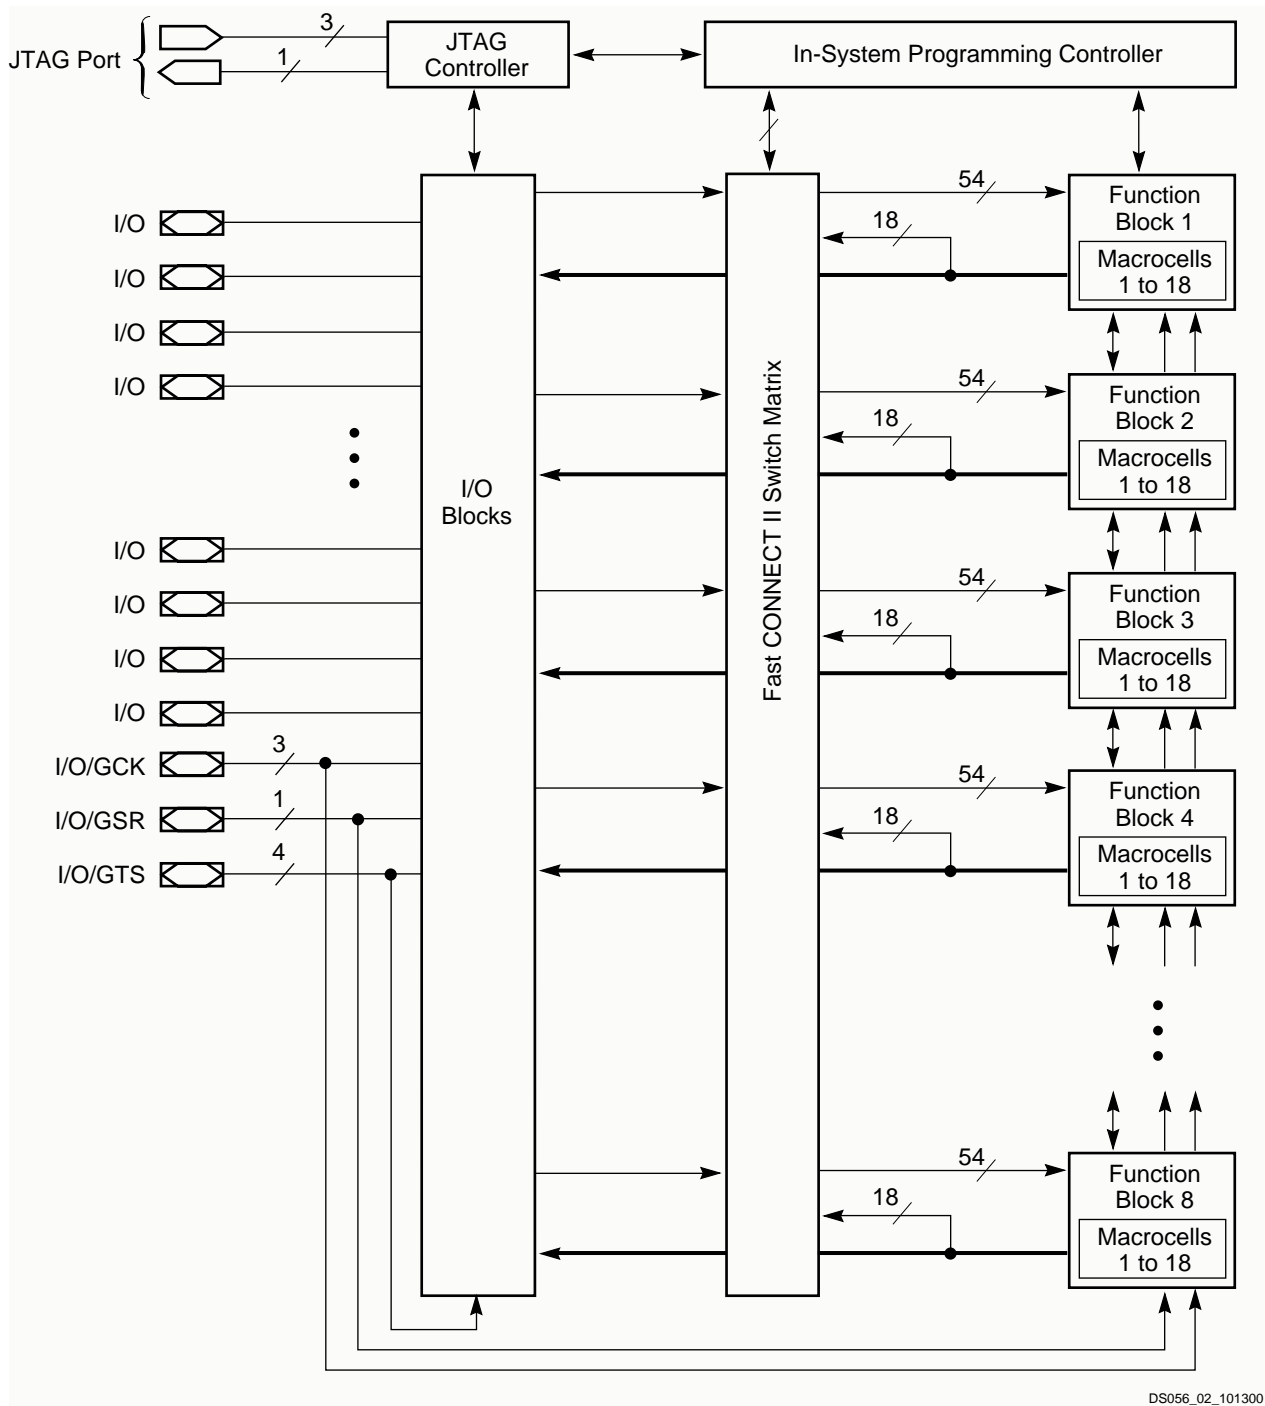 JTAG Port
3
1
JTAG
Controller
In-System Programming Controller
I/O
I/O
I/O
I/O
I/O
I/O
I/O
I/O
I/O/GCK
3
I/O/GSR
1
I/O/GTS
4
I/O
Blocks
Fast CONNECT II Switch Matrix
54
18
Function
Block 1
Macrocells
1 to 18
54
18
Function
Block 2
Macrocells
1 to 18
54
18
Function
Block 3
Macrocells
1 to 18
54
18
Function
Block 4
Macrocells
1 to 18
54
18
Function
Block 8
Macrocells
1 to 18
DS056_02_101300